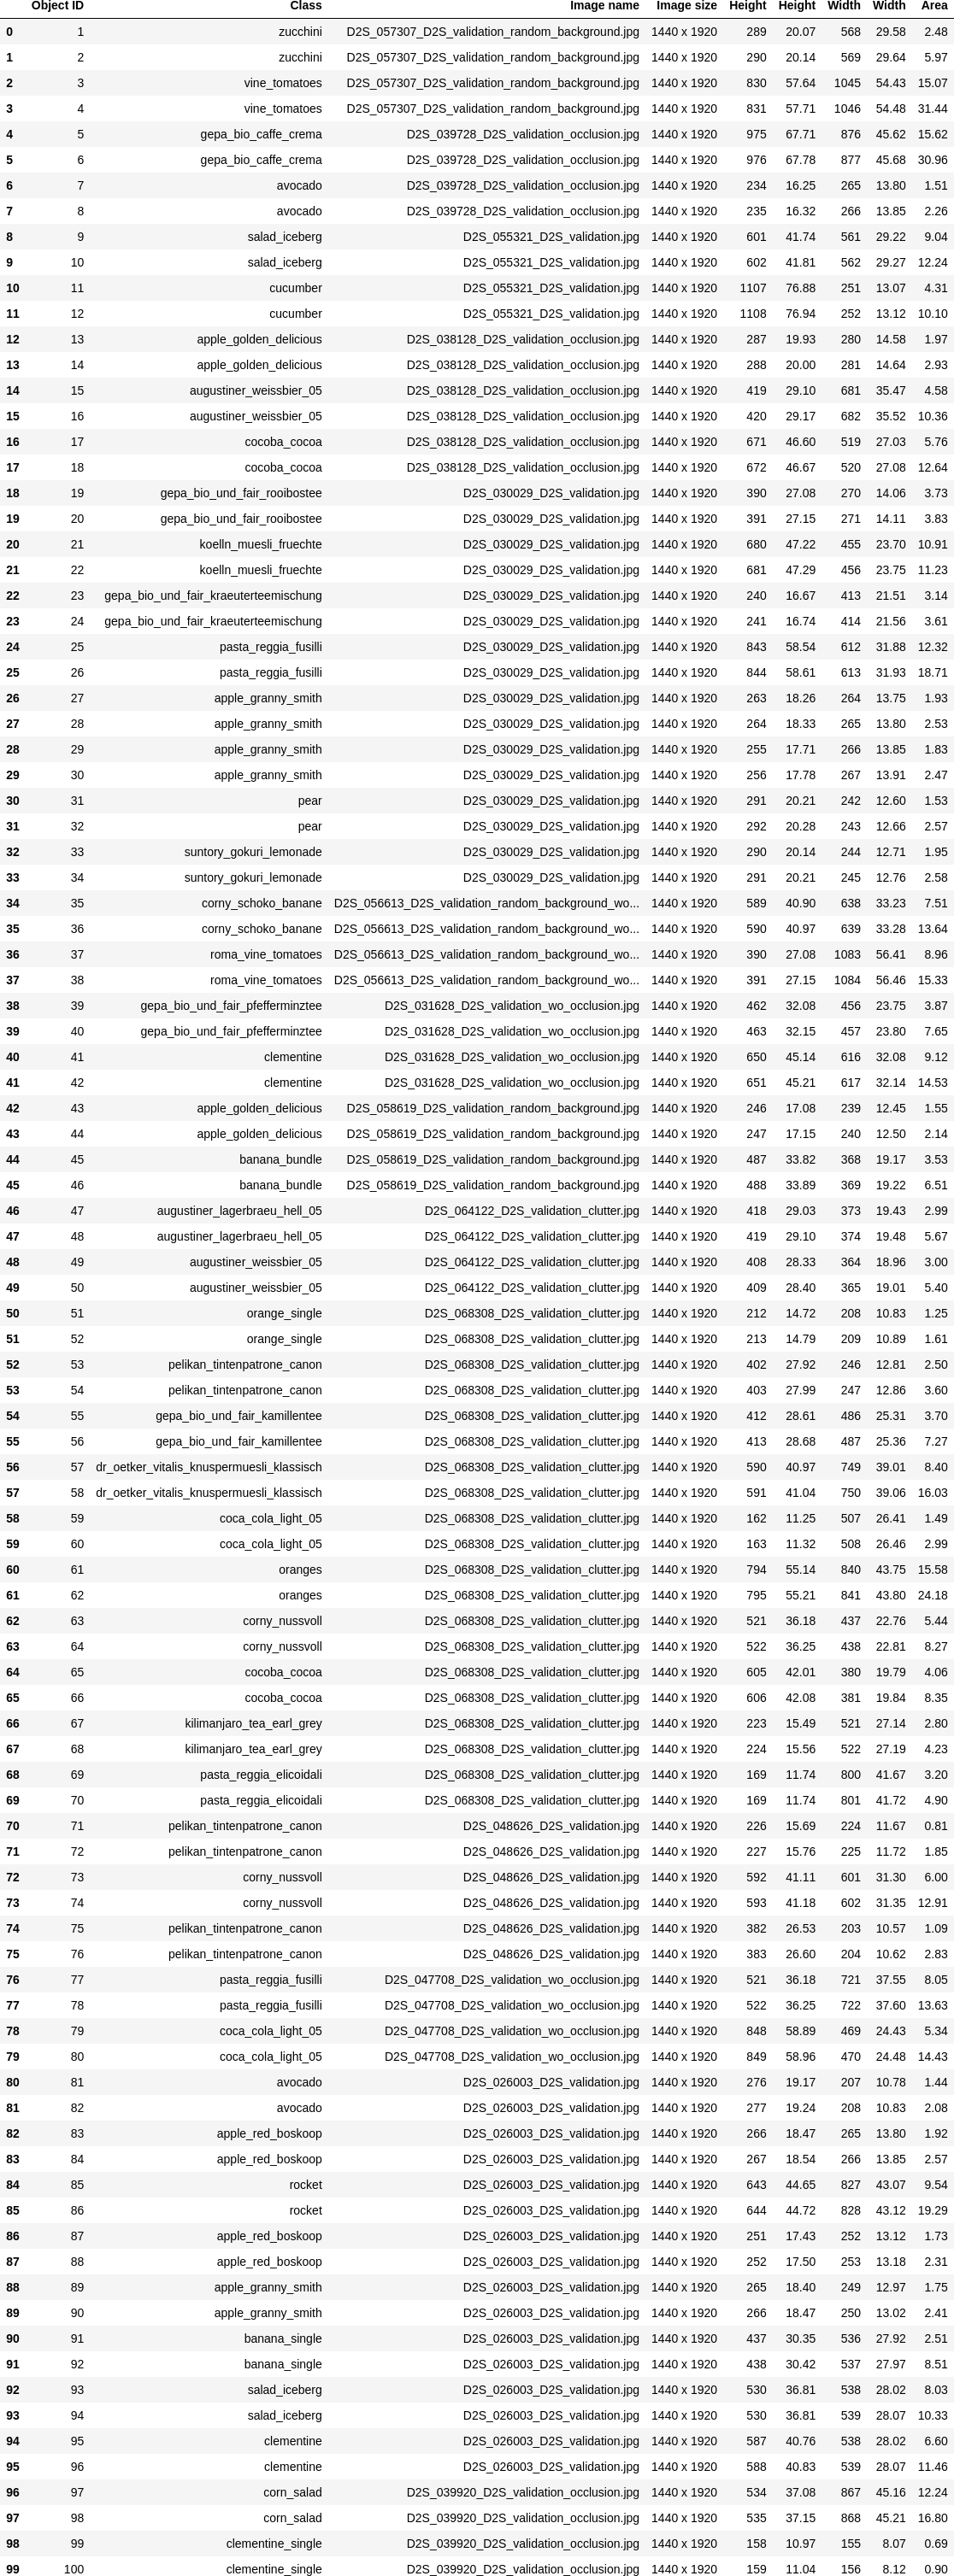 Object ID Class Image name Image size Height Height Width Width Area
0 1 zucchini D2S_057307_D2S_validation_random_background.jpg 1440 x 1920 289 20.07 568 29.58 2.48
1 2 zucchini D2S_057307_D2S_validation_random_background.jpg 1440 x 1920 290 20.14 569 29.64 5.97
2 3 vine_tomatoes D2S_057307_D2S_validation_random_background.jpg 1440 x 1920 830 57.64 1045 54.43 15.07
3 4 vine_tomatoes D2S_057307_D2S_validation_random_background.jpg 1440 x 1920 831 57.71 1046 54.48 31.44
4 5 gepa_bio_caffe_crema D2S_039728_D2S_validation_occlusion.jpg 1440 x 1920 975 67.71 876 45.62 15.62
5 6 gepa_bio_caffe_crema D2S_039728_D2S_validation_occlusion.jpg 1440 x 1920 976 67.78 877 45.68 30.96
6 7 avocado D2S_039728_D2S_validation_occlusion.jpg 1440 x 1920 234 16.25 265 13.80 1.51
7 8 avocado D2S_039728_D2S_validation_occlusion.jpg 1440 x 1920 235 16.32 266 13.85 2.26
8 9 salad_iceberg D2S_055321_D2S_validation.jpg 1440 x 1920 601 41.74 561 29.22 9.04
9 10 salad_iceberg D2S_055321_D2S_validation.jpg 1440 x 1920 602 41.81 562 29.27 12.24
10 11 cucumber D2S_055321_D2S_validation.jpg 1440 x 1920 1107 76.88 251 13.07 4.31
11 12 cucumber D2S_055321_D2S_validation.jpg 1440 x 1920 1108 76.94 252 13.12 10.10
12 13 apple_golden_delicious D2S_038128_D2S_validation_occlusion.jpg 1440 x 1920 287 19.93 280 14.58 1.97
13 14 apple_golden_delicious D2S_038128_D2S_validation_occlusion.jpg 1440 x 1920 288 20.00 281 14.64 2.93
14 15 augustiner_weissbier_05 D2S_038128_D2S_validation_occlusion.jpg 1440 x 1920 419 29.10 681 35.47 4.58
15 16 augustiner_weissbier_05 D2S_038128_D2S_validation_occlusion.jpg 1440 x 1920 420 29.17 682 35.52 10.36
16 17 cocoba_cocoa D2S_038128_D2S_validation_occlusion.jpg 1440 x 1920 671 46.60 519 27.03 5.76
17 18 cocoba_cocoa D2S_038128_D2S_validation_occlusion.jpg 1440 x 1920 672 46.67 520 27.08 12.64
18 19 gepa_bio_und_fair_rooibostee D2S_030029_D2S_validation.jpg 1440 x 1920 390 27.08 270 14.06 3.73
19 20 gepa_bio_und_fair_rooibostee D2S_030029_D2S_validation.jpg 1440 x 1920 391 27.15 271 14.11 3.83
20 21 koelln_muesli_fruechte D2S_030029_D2S_validation.jpg 1440 x 1920 680 47.22 455 23.70 10.91
21 22 koelln_muesli_fruechte D2S_030029_D2S_validation.jpg 1440 x 1920 681 47.29 456 23.75 11.23
22 23 gepa_bio_und_fair_kraeuterteemischung D2S_030029_D2S_validation.jpg 1440 x 1920 240 16.67 413 21.51 3.14
23 24 gepa_bio_und_fair_kraeuterteemischung D2S_030029_D2S_validation.jpg 1440 x 1920 241 16.74 414 21.56 3.61
24 25 pasta_reggia_fusilli D2S_030029_D2S_validation.jpg 1440 x 1920 843 58.54 612 31.88 12.32
25 26 pasta_reggia_fusilli D2S_030029_D2S_validation.jpg 1440 x 1920 844 58.61 613 31.93 18.71
26 27 apple_granny_smith D2S_030029_D2S_validation.jpg 1440 x 1920 263 18.26 264 13.75 1.93
27 28 apple_granny_smith D2S_030029_D2S_validation.jpg 1440 x 1920 264 18.33 265 13.80 2.53
28 29 apple_granny_smith D2S_030029_D2S_validation.jpg 1440 x 1920 255 17.71 266 13.85 1.83
29 30 apple_granny_smith D2S_030029_D2S_validation.jpg 1440 x 1920 256 17.78 267 13.91 2.47
30 31 pear D2S_030029_D2S_validation.jpg 1440 x 1920 291 20.21 242 12.60 1.53
31 32 pear D2S_030029_D2S_validation.jpg 1440 x 1920 292 20.28 243 12.66 2.57
32 33 suntory_gokuri_lemonade D2S_030029_D2S_validation.jpg 1440 x 1920 290 20.14 244 12.71 1.95
33 34 suntory_gokuri_lemonade D2S_030029_D2S_validation.jpg 1440 x 1920 291 20.21 245 12.76 2.58
34 35 corny_schoko_banane D2S_056613_D2S_validation_random_background_wo... 1440 x 1920 589 40.90 638 33.23 7.51
35 36 corny_schoko_banane D2S_056613_D2S_validation_random_background_wo... 1440 x 1920 590 40.97 639 33.28 13.64
36 37 roma_vine_tomatoes D2S_056613_D2S_validation_random_background_wo... 1440 x 1920 390 27.08 1083 56.41 8.96
37 38 roma_vine_tomatoes D2S_056613_D2S_validation_random_background_wo... 1440 x 1920 391 27.15 1084 56.46 15.33
38 39 gepa_bio_und_fair_pfefferminztee D2S_031628_D2S_validation_wo_occlusion.jpg 1440 x 1920 462 32.08 456 23.75 3.87
39 40 gepa_bio_und_fair_pfefferminztee D2S_031628_D2S_validation_wo_occlusion.jpg 1440 x 1920 463 32.15 457 23.80 7.65
40 41 clementine D2S_031628_D2S_validation_wo_occlusion.jpg 1440 x 1920 650 45.14 616 32.08 9.12
41 42 clementine D2S_031628_D2S_validation_wo_occlusion.jpg 1440 x 1920 651 45.21 617 32.14 14.53
42 43 apple_golden_delicious D2S_058619_D2S_validation_random_background.jpg 1440 x 1920 246 17.08 239 12.45 1.55
43 44 apple_golden_delicious D2S_058619_D2S_validation_random_background.jpg 1440 x 1920 247 17.15 240 12.50 2.14
44 45 banana_bundle D2S_058619_D2S_validation_random_background.jpg 1440 x 1920 487 33.82 368 19.17 3.53
45 46 banana_bundle D2S_058619_D2S_validation_random_background.jpg 1440 x 1920 488 33.89 369 19.22 6.51
46 47 augustiner_lagerbraeu_hell_05 D2S_064122_D2S_validation_clutter.jpg 1440 x 1920 418 29.03 373 19.43 2.99
47 48 augustiner_lagerbraeu_hell_05 D2S_064122_D2S_validation_clutter.jpg 1440 x 1920 419 29.10 374 19.48 5.67
48 49 augustiner_weissbier_05 D2S_064122_D2S_validation_clutter.jpg 1440 x 1920 408 28.33 364 18.96 3.00
49 50 augustiner_weissbier_05 D2S_064122_D2S_validation_clutter.jpg 1440 x 1920 409 28.40 365 19.01 5.40
50 51 orange_single D2S_068308_D2S_validation_clutter.jpg 1440 x 1920 212 14.72 208 10.83 1.25
51 52 orange_single D2S_068308_D2S_validation_clutter.jpg 1440 x 1920 213 14.79 209 10.89 1.61
52 53 pelikan_tintenpatrone_canon D2S_068308_D2S_validation_clutter.jpg 1440 x 1920 402 27.92 246 12.81 2.50
53 54 pelikan_tintenpatrone_canon D2S_068308_D2S_validation_clutter.jpg 1440 x 1920 403 27.99 247 12.86 3.60
54 55 gepa_bio_und_fair_kamillentee D2S_068308_D2S_validation_clutter.jpg 1440 x 1920 412 28.61 486 25.31 3.70
55 56 gepa_bio_und_fair_kamillentee D2S_068308_D2S_validation_clutter.jpg 1440 x 1920 413 28.68 487 25.36 7.27
56 57 dr_oetker_vitalis_knuspermuesli_klassisch D2S_068308_D2S_validation_clutter.jpg 1440 x 1920 590 40.97 749 39.01 8.40
57 58 dr_oetker_vitalis_knuspermuesli_klassisch D2S_068308_D2S_validation_clutter.jpg 1440 x 1920 591 41.04 750 39.06 16.03
58 59 coca_cola_light_05 D2S_068308_D2S_validation_clutter.jpg 1440 x 1920 162 11.25 507 26.41 1.49
59 60 coca_cola_light_05 D2S_068308_D2S_validation_clutter.jpg 1440 x 1920 163 11.32 508 26.46 2.99
60 61 oranges D2S_068308_D2S_validation_clutter.jpg 1440 x 1920 794 55.14 840 43.75 15.58
61 62 oranges D2S_068308_D2S_validation_clutter.jpg 1440 x 1920 795 55.21 841 43.80 24.18
62 63 corny_nussvoll D2S_068308_D2S_validation_clutter.jpg 1440 x 1920 521 36.18 437 22.76 5.44
63 64 corny_nussvoll D2S_068308_D2S_validation_clutter.jpg 1440 x 1920 522 36.25 438 22.81 8.27
64 65 cocoba_cocoa D2S_068308_D2S_validation_clutter.jpg 1440 x 1920 605 42.01 380 19.79 4.06
65 66 cocoba_cocoa D2S_068308_D2S_validation_clutter.jpg 1440 x 1920 606 42.08 381 19.84 8.35
66 67 kilimanjaro_tea_earl_grey D2S_068308_D2S_validation_clutter.jpg 1440 x 1920 223 15.49 521 27.14 2.80
67 68 kilimanjaro_tea_earl_grey D2S_068308_D2S_validation_clutter.jpg 1440 x 1920 224 15.56 522 27.19 4.23
68 69 pasta_reggia_elicoidali D2S_068308_D2S_validation_clutter.jpg 1440 x 1920 169 11.74 800 41.67 3.20
69 70 pasta_reggia_elicoidali D2S_068308_D2S_validation_clutter.jpg 1440 x 1920 169 11.74 801 41.72 4.90
70 71 pelikan_tintenpatrone_canon D2S_048626_D2S_validation.jpg 1440 x 1920 226 15.69 224 11.67 0.81
71 72 pelikan_tintenpatrone_canon D2S_048626_D2S_validation.jpg 1440 x 1920 227 15.76 225 11.72 1.85
72 73 corny_nussvoll D2S_048626_D2S_validation.jpg 1440 x 1920 592 41.11 601 31.30 6.00
73 74 corny_nussvoll D2S_048626_D2S_validation.jpg 1440 x 1920 593 41.18 602 31.35 12.91
74 75 pelikan_tintenpatrone_canon D2S_048626_D2S_validation.jpg 1440 x 1920 382 26.53 203 10.57 1.09
75 76 pelikan_tintenpatrone_canon D2S_048626_D2S_validation.jpg 1440 x 1920 383 26.60 204 10.62 2.83
76 77 pasta_reggia_fusilli D2S_047708_D2S_validation_wo_occlusion.jpg 1440 x 1920 521 36.18 721 37.55 8.05
77 78 pasta_reggia_fusilli D2S_047708_D2S_validation_wo_occlusion.jpg 1440 x 1920 522 36.25 722 37.60 13.63
78 79 coca_cola_light_05 D2S_047708_D2S_validation_wo_occlusion.jpg 1440 x 1920 848 58.89 469 24.43 5.34
79 80 coca_cola_light_05 D2S_047708_D2S_validation_wo_occlusion.jpg 1440 x 1920 849 58.96 470 24.48 14.43
80 81 avocado D2S_026003_D2S_validation.jpg 1440 x 1920 276 19.17 207 10.78 1.44
81 82 avocado D2S_026003_D2S_validation.jpg 1440 x 1920 277 19.24 208 10.83 2.08
82 83 apple_red_boskoop D2S_026003_D2S_validation.jpg 1440 x 1920 266 18.47 265 13.80 1.92
83 84 apple_red_boskoop D2S_026003_D2S_validation.jpg 1440 x 1920 267 18.54 266 13.85 2.57
84 85 rocket D2S_026003_D2S_validation.jpg 1440 x 1920 643 44.65 827 43.07 9.54
85 86 rocket D2S_026003_D2S_validation.jpg 1440 x 1920 644 44.72 828 43.12 19.29
86 87 apple_red_boskoop D2S_026003_D2S_validation.jpg 1440 x 1920 251 17.43 252 13.12 1.73
87 88 apple_red_boskoop D2S_026003_D2S_validation.jpg 1440 x 1920 252 17.50 253 13.18 2.31
88 89 apple_granny_smith D2S_026003_D2S_validation.jpg 1440 x 1920 265 18.40 249 12.97 1.75
89 90 apple_granny_smith D2S_026003_D2S_validation.jpg 1440 x 1920 266 18.47 250 13.02 2.41
90 91 banana_single D2S_026003_D2S_validation.jpg 1440 x 1920 437 30.35 536 27.92 2.51
91 92 banana_single D2S_026003_D2S_validation.jpg 1440 x 1920 438 30.42 537 27.97 8.51
92 93 salad_iceberg D2S_026003_D2S_validation.jpg 1440 x 1920 530 36.81 538 28.02 8.03
93 94 salad_iceberg D2S_026003_D2S_validation.jpg 1440 x 1920 530 36.81 539 28.07 10.33
94 95 clementine D2S_026003_D2S_validation.jpg 1440 x 1920 587 40.76 538 28.02 6.60
95 96 clementine D2S_026003_D2S_validation.jpg 1440 x 1920 588 40.83 539 28.07 11.46
96 97 corn_salad D2S_039920_D2S_validation_occlusion.jpg 1440 x 1920 534 37.08 867 45.16 12.24
97 98 corn_salad D2S_039920_D2S_validation_occlusion.jpg 1440 x 1920 535 37.15 868 45.21 16.80
98 99 clementine_single D2S_039920_D2S_validation_occlusion.jpg 1440 x 1920 158 10.97 155 8.07 0.69
99 100 clementine_single D2S_039920_D2S_validation_occlusion.jpg 1440 x 1920 159 11.04 156 8.12 0.90